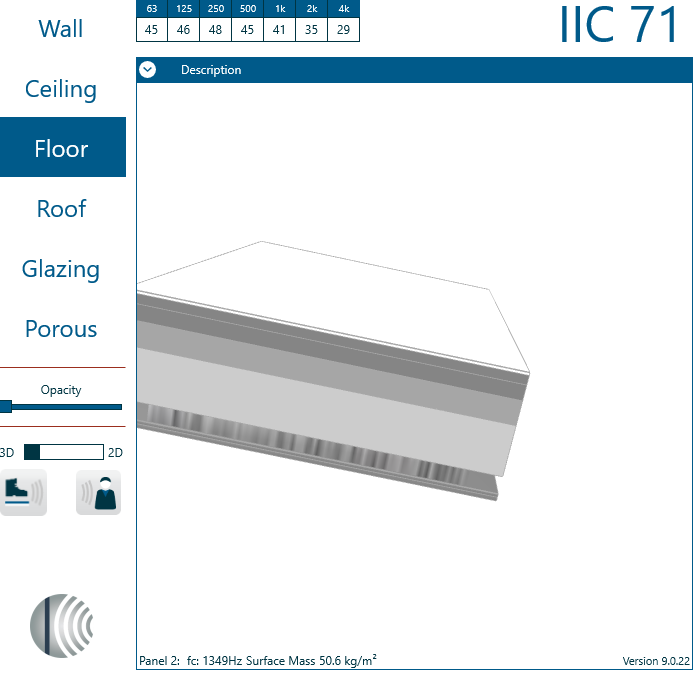 63 125 250 500 1k 2k 4k
45 46 48 45 41 35 29
IIC 71
Wall
Ceiling
Floor
Roof
Glazing
Porous
Opacity
3D 2D
Description
Panel 2: fc: 1349Hz Surface Mass 50.6 kg/m²
Version 9.0.22